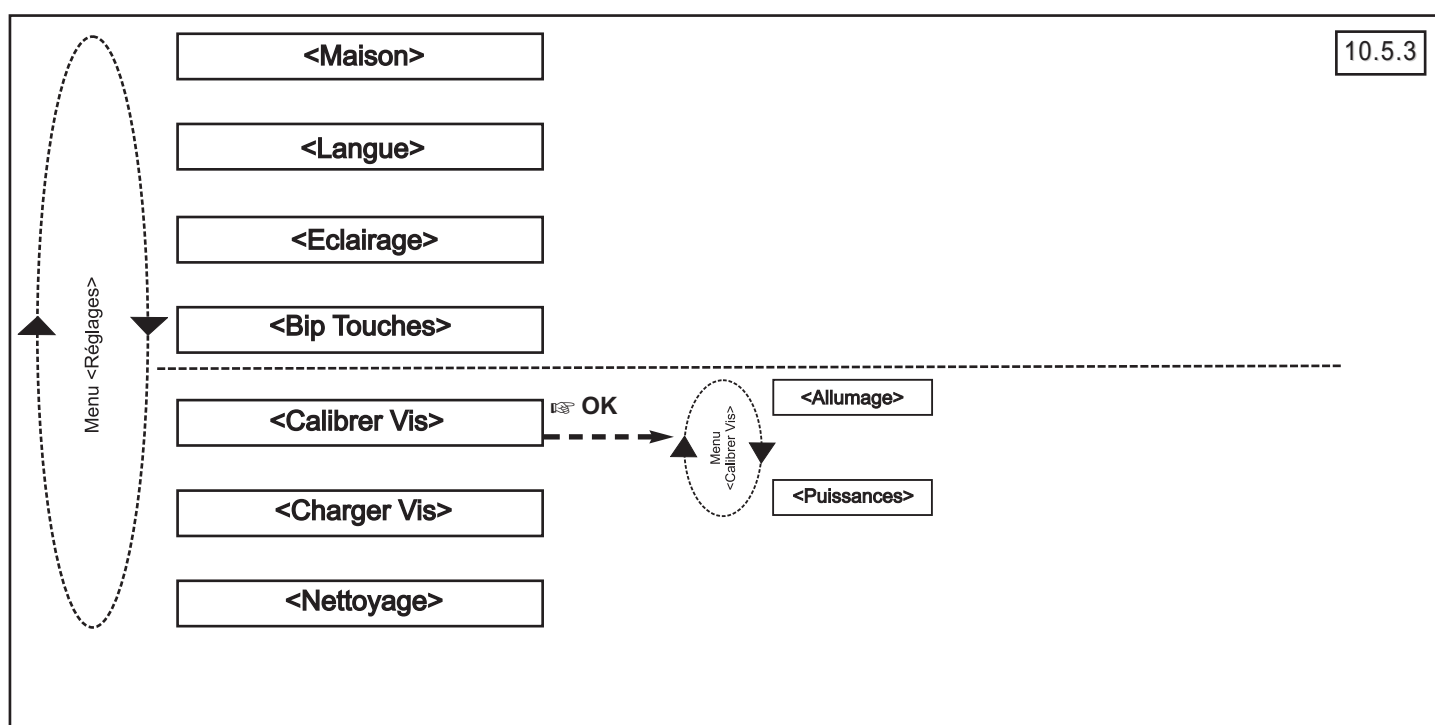 <Maison>
10.5.3
<Langue>
<Eclairage>
Menu <Réglages>
<Bip Touches>
<Calibrer Vis>
☞ OK
Menu
<Calibrer Vis>
<Allumage>
<Puissances>
<Charger Vis>
<Nettoyage>